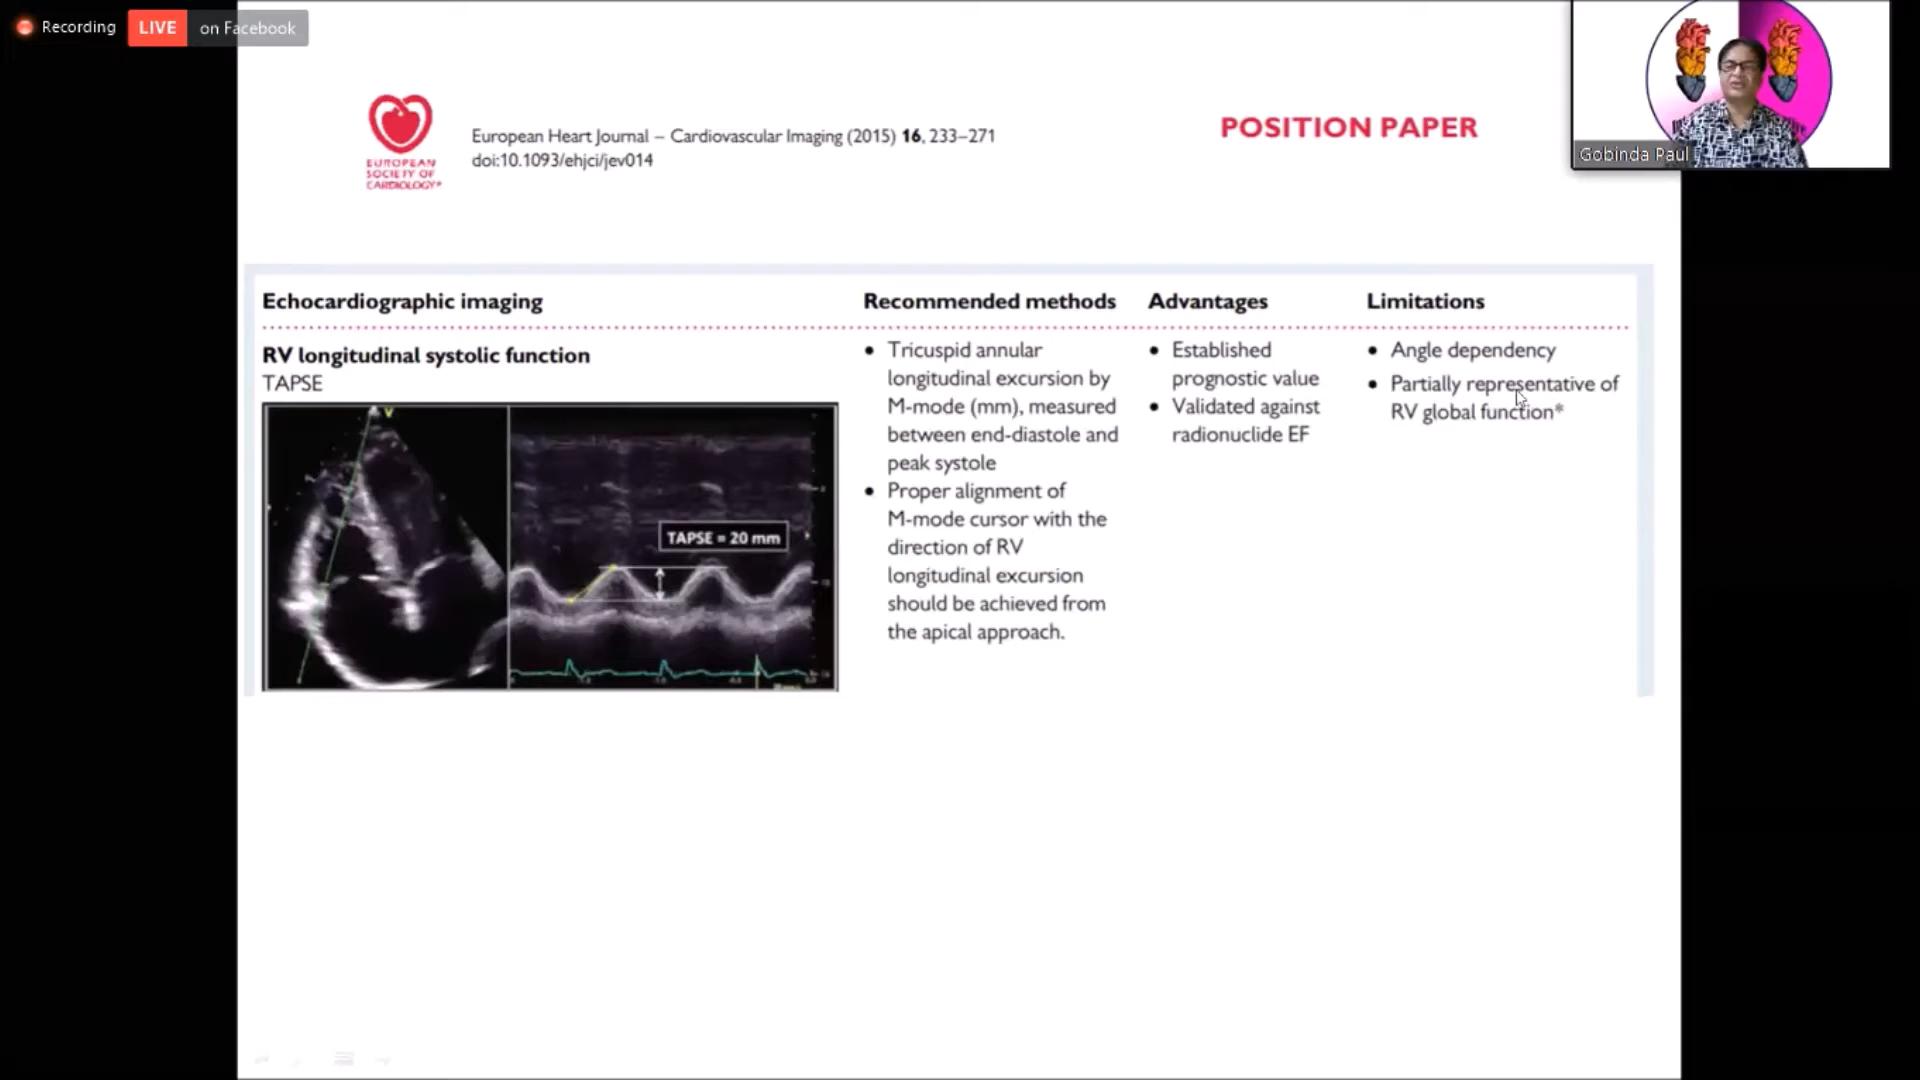 Recording
LIVE on Facebook
EUROPEAN
SOCIETY OF
CARDIOLOGY®
European Heart Journal – Cardiovascular Imaging (2015) 16, 233–271
doi:10.1093/ehjci/jev014
POSITION PAPER
Gobinda Paul
Echocardiographic imaging
Recommended methods
Advantages
Limitations
RV longitudinal systolic function
TAPSE
V
TAPSE = 20 mm
• Tricuspid annular
longitudinal excursion by
M-mode (mm), measured
between end-diastole and
peak systole
• Proper alignment of
M-mode cursor with the
direction of RV
longitudinal excursion
should be achieved from
the apical approach.
• Established
prognostic value
• Validated against
radionuclide EF
• Angle dependency
• Partially representative of
RV global function*